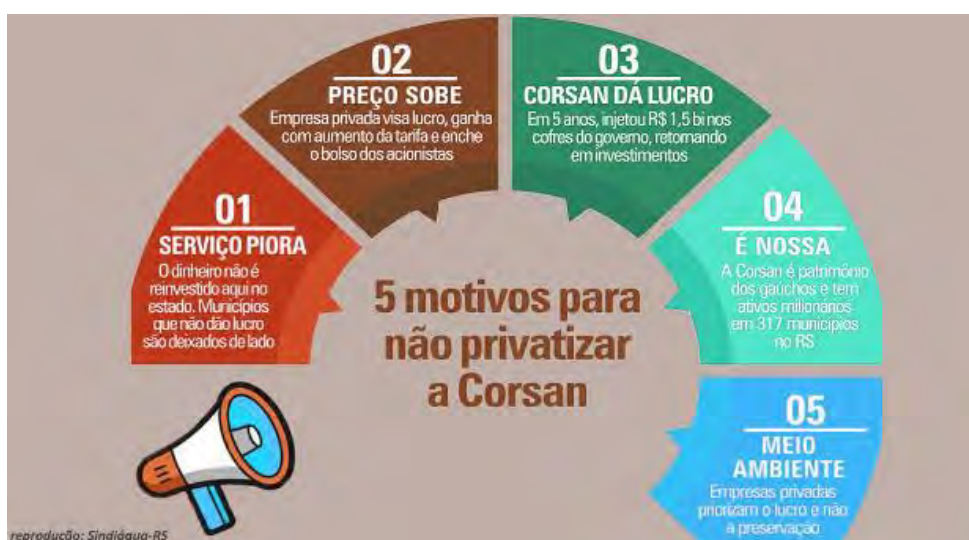 01
SERVIÇO PIORA
O dinheiro não é
reinvestido aqui no
estado. Municípios
que não dão lucro
são deixados de lado
02
PREÇO SOBE
Empresa privada visa lucro, ganha
com aumento da tarifa e enche
o bolso dos acionistas
03
CORSAN DÁ LUCRO
Em 5 anos, injetou R$ 1,5 bi nos
cofres do governo, retornando
em investimentos
04
É NOSSA
A Corsan é patrimônio
dos gaúchos e tem
ativos milionários
em 317 municípios
no RS
05
MEIO
AMBIENTE
Empresas privadas
priorizam o lucro e não
a preservação
5 motivos para
não privatizar
a Corsan
reprodução: Sindiágua-RS